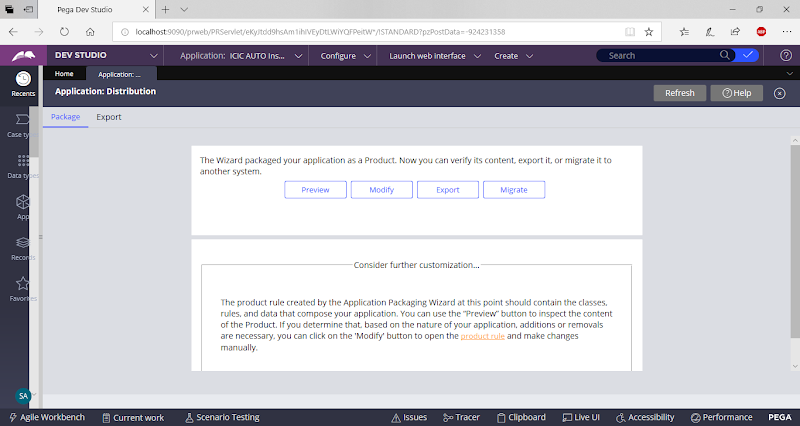 Pega Dev Studio
localhost:9090/prweb/PRServlet/eKyJtdd9hsAm1ihIVEyDtLWiYQFPeitW*/!STANDARD?pzPostData=-924231358
DEV STUDIO Application: ICIC AUTO Ins... Configure Launch web interface Create Search
Home Application: ...
Recents
Application: Distribution Refresh Help
Package Export
Case ty
Data ty
App
Record
Favorite
The Wizard packaged your application as a Product. Now you can verify its content, export it, or migrate it to
another system.
Preview Modify Export Migrate
Consider further customization...
The product rule created by the Application Packaging Wizard at this point should contain the classes,
rules, and data that compose your application. You can use the "Preview" button to inspect the content
of the Product. If you determine that, based on the nature of your application, additions or removals
are necessary, you can click on the 'Modify' button to open the product rule and make changes
manually.
SA
Agile Workbench Current work Scenario Testing Issues Tracer Clipboard Live UI Accessibility Performance PEGA